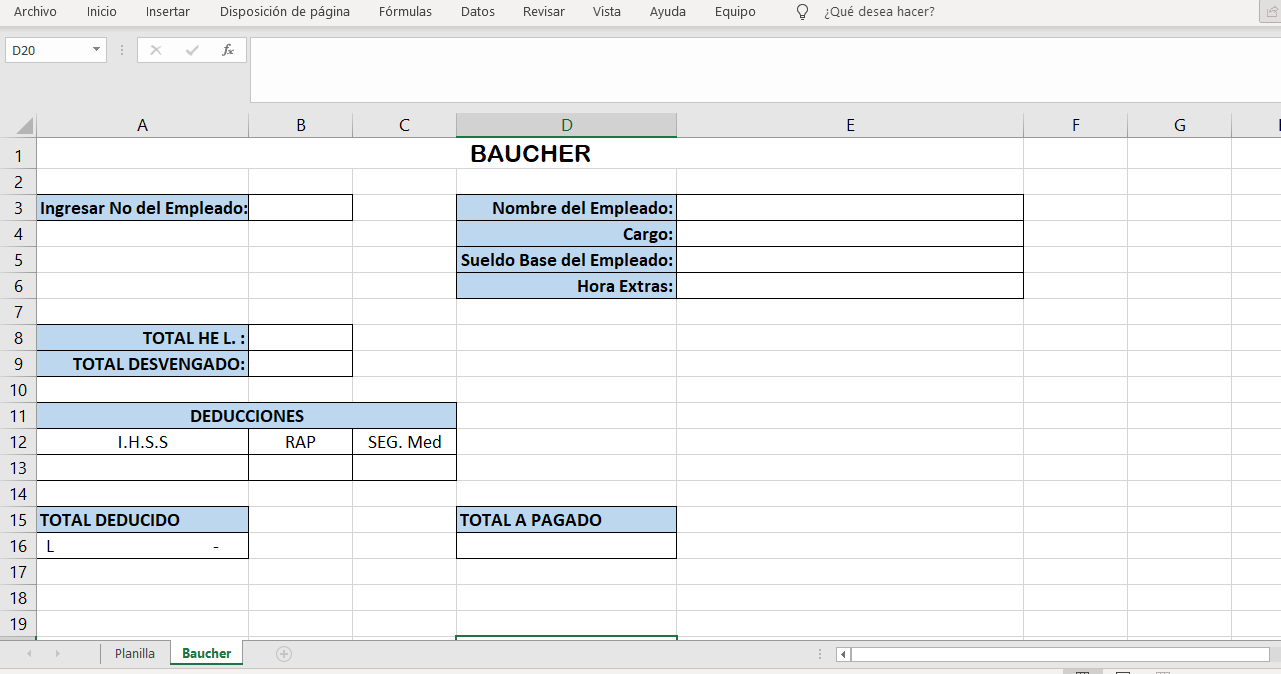 Archivo Inicio Insertar Disposición de página Fórmulas Datos Revisar Vista Ayuda Equipo ¿Qué desea hacer?
D20 fx
A B C D E F G
1 BAUCHER
2
3 Ingresar No del Empleado: Nombre del Empleado:
4 Cargo:
5 Sueldo Base del Empleado:
6 Hora Extras:
7
8 TOTAL HE L. :
9 TOTAL DESVENGADO:
10
11 DEDUCCIONES
12 I.H.S.S RAP SEG. Med
13
14
15 TOTAL DEDUCIDO TOTAL A PAGADO
16 L -
17
18
19
Planilla Baucher